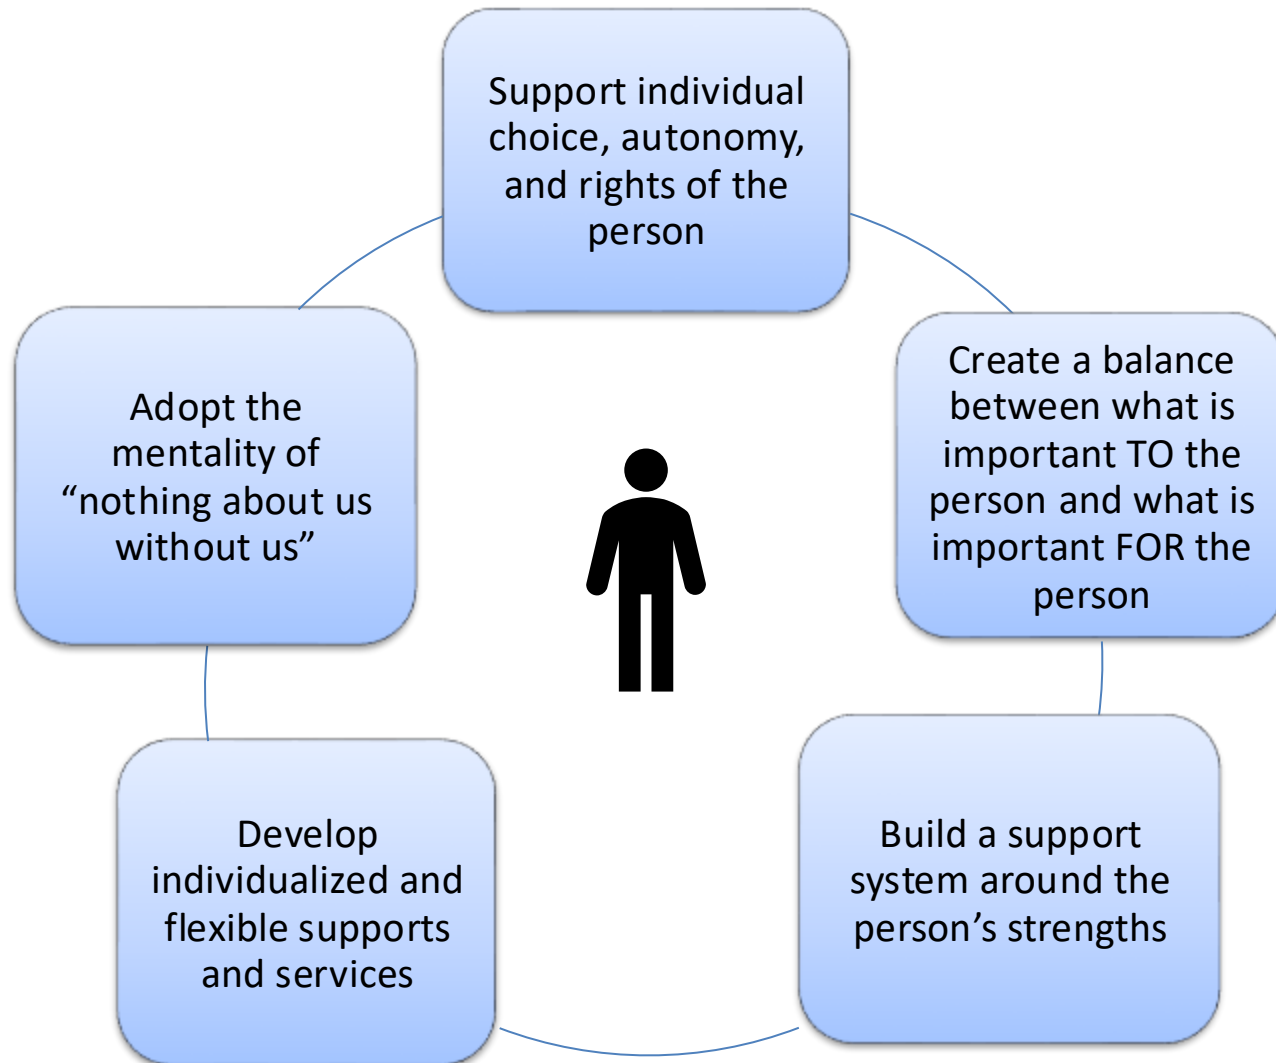 Support individual
choice, autonomy,
and rights of the
person
Create a balance
between what is
important TO the
person and what is
important FOR the
person
Build a support
system around the
person’s strengths
Develop
individualized and
flexible supports
and services
Adopt the
mentality of
“nothing about us
without us”